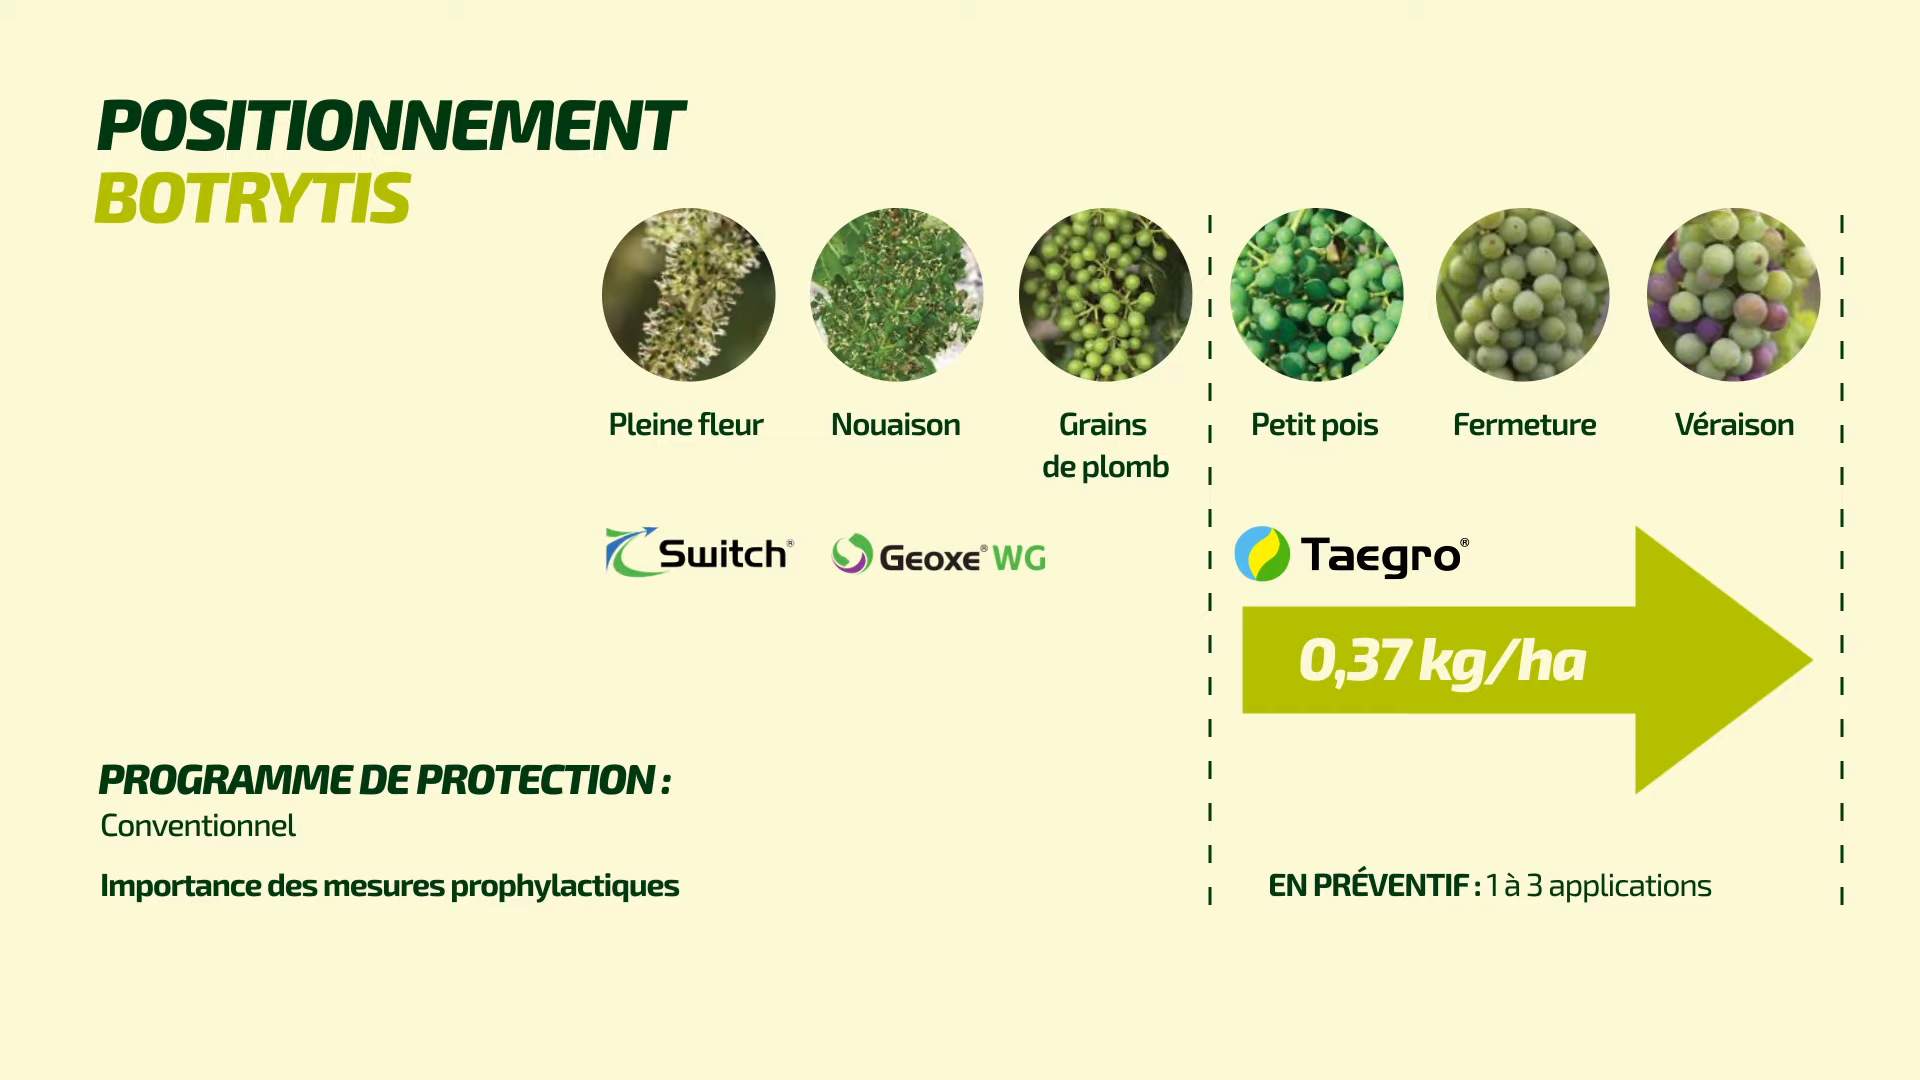 POSITIONNEMENT
BOTRYTIS
Pleine fleur
Nouaison
Grains
de plomb
Petit pois
Fermeture
Véraison
Switch®
Geoxe® WG
Taegro®
0,37 kg/ha
PROGRAMME DE PROTECTION :
Conventionnel
Importance des mesures prophylactiques
EN PRÉVENTIF : 1 à 3 applications